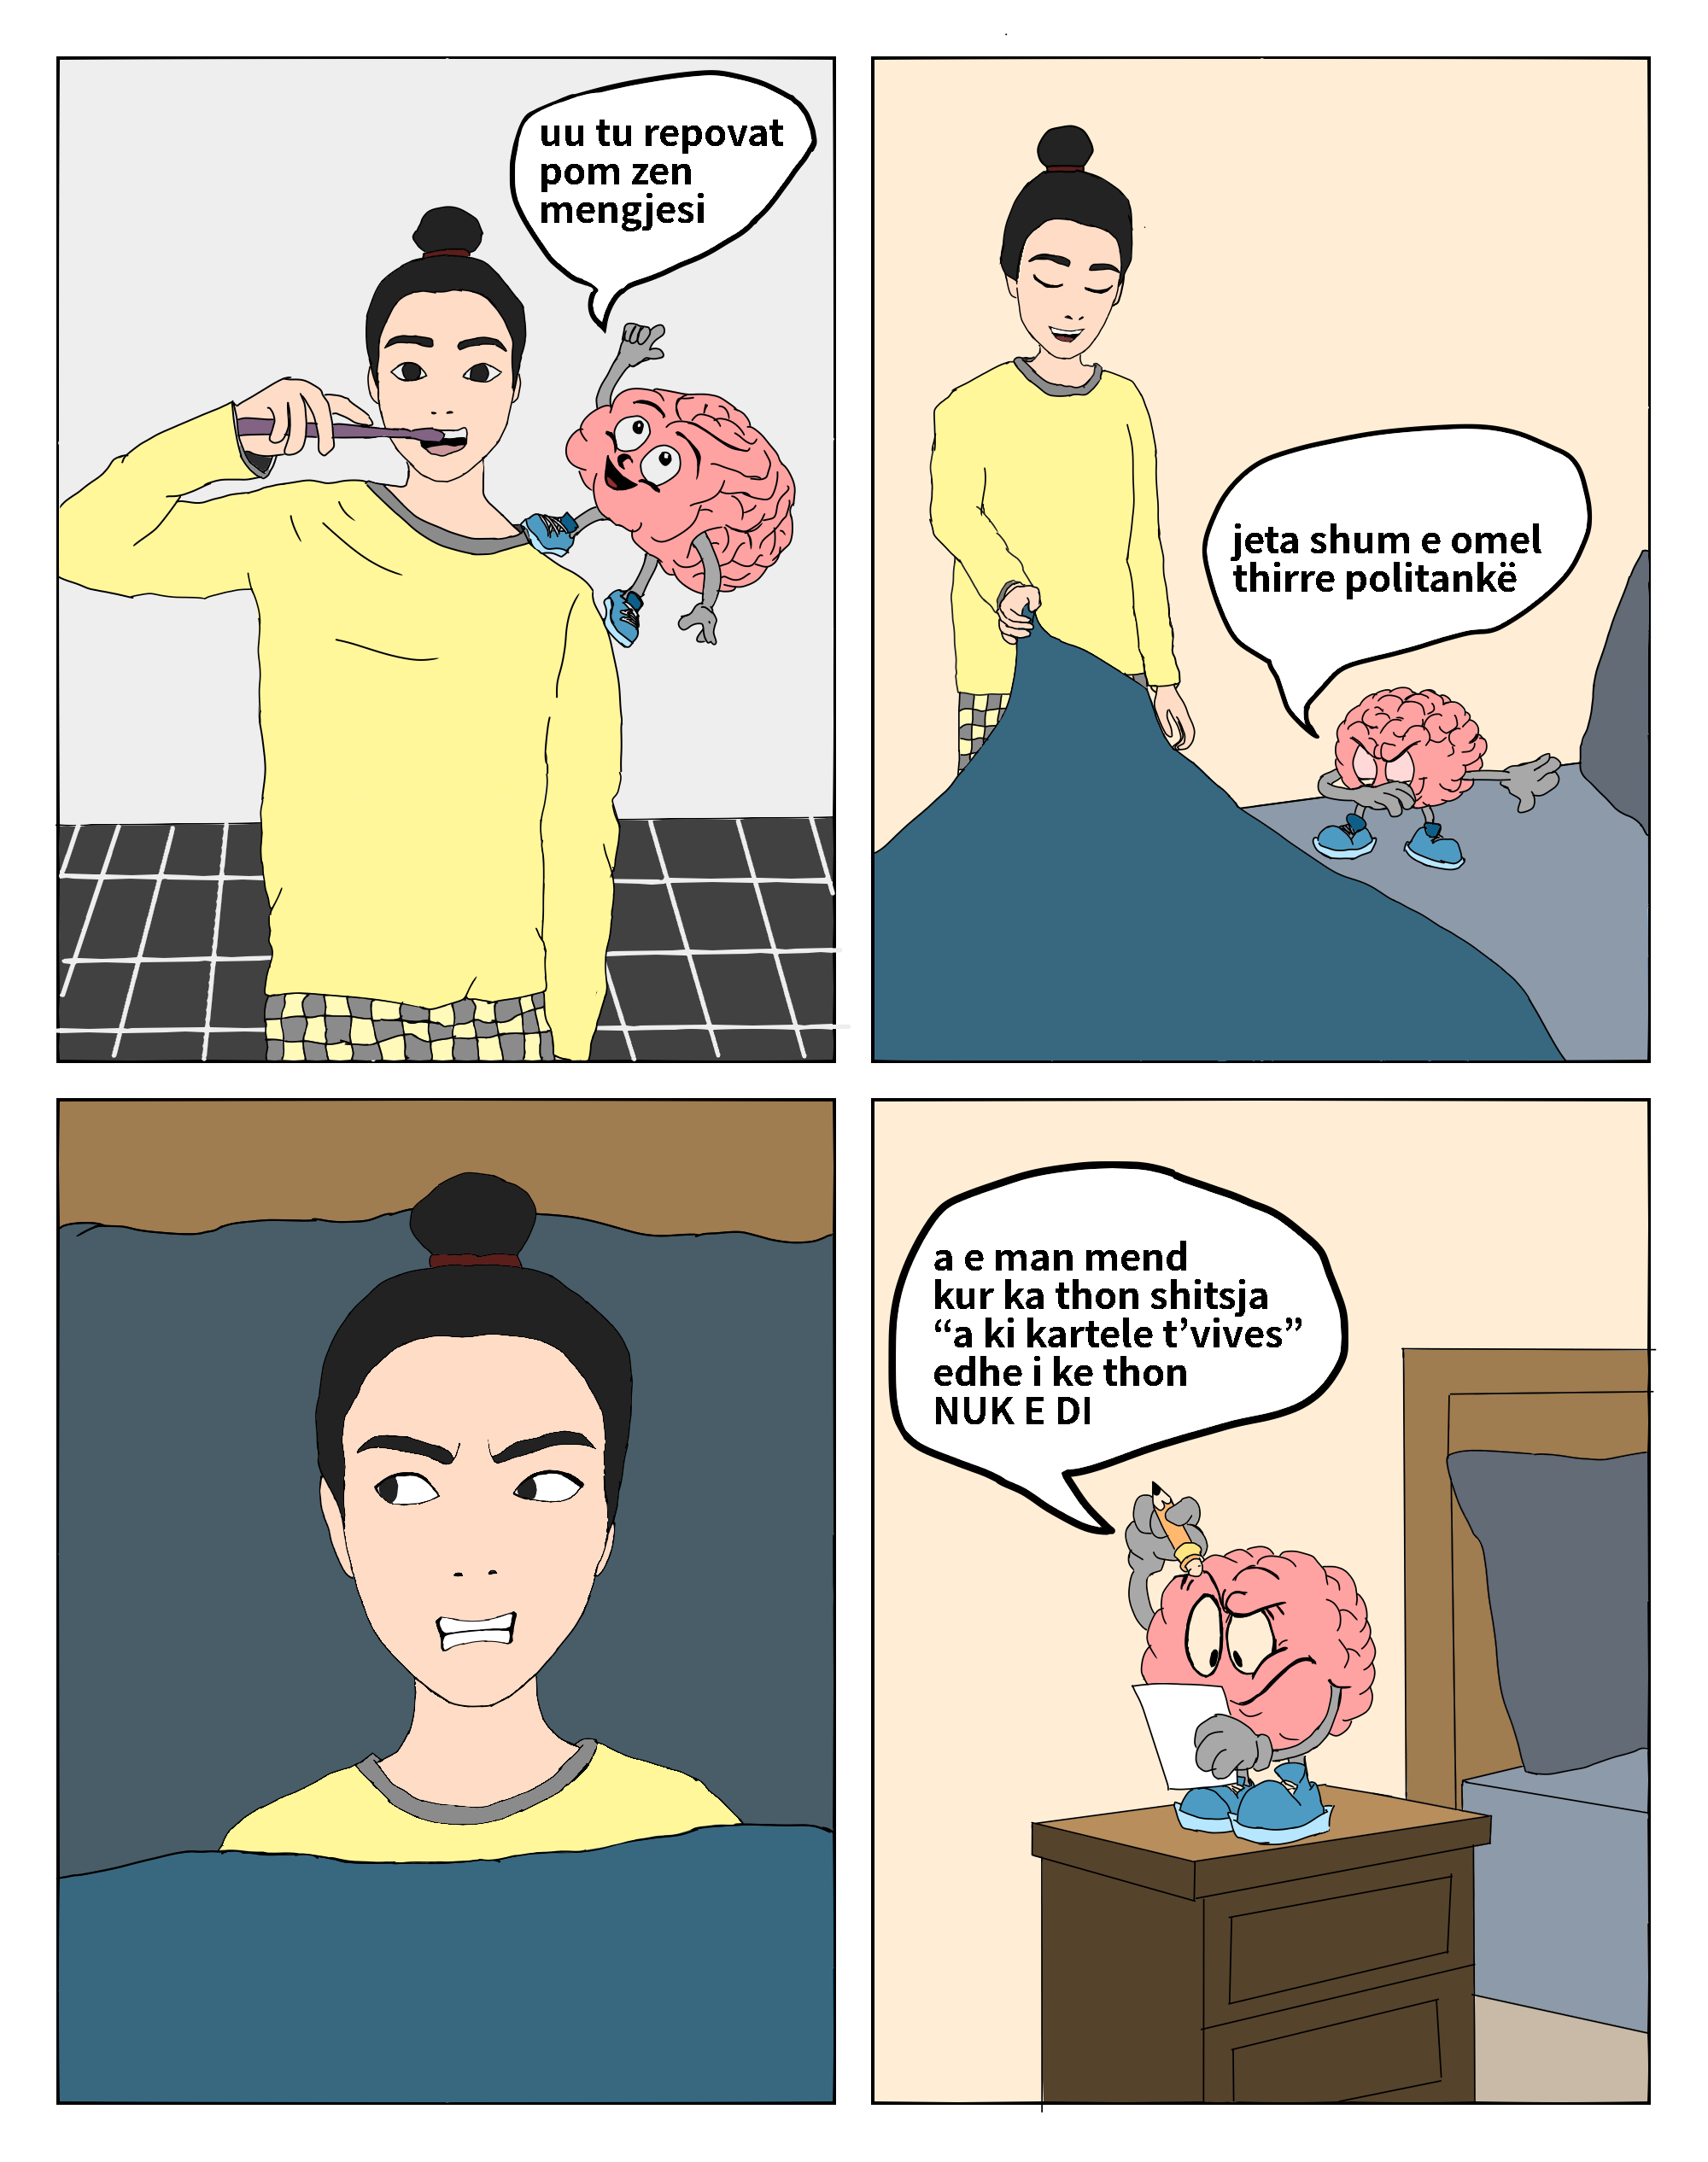 uu tu repovat
pom zen
mengjesi
jeta shum e omel
thirre politankë
a e man mend
kur ka thon shitsja
“a ki kartele t’vives”
edhe i ke thon
NUK E DI